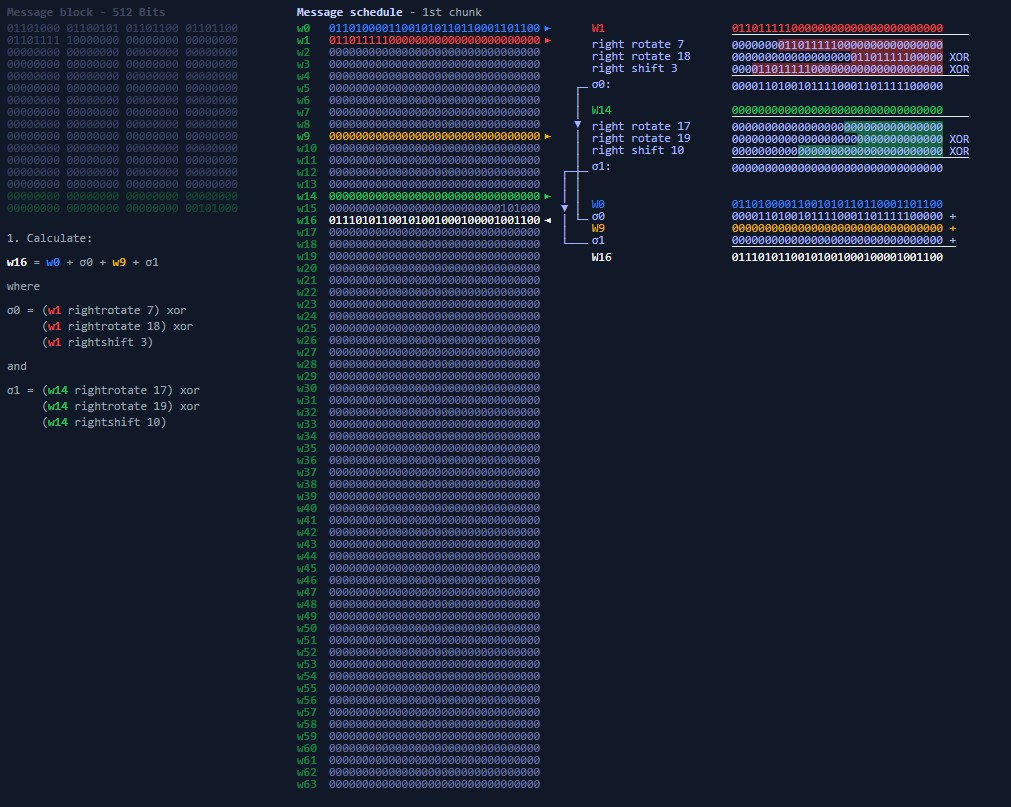 Message block - 512 Bits
01101000 01100101 01101100 01101100
01101111 10000000 00000000 00000000
00000000 00000000 00000000 00000000
00000000 00000000 00000000 00000000
00000000 00000000 00000000 00000000
00000000 00000000 00000000 00000000
00000000 00000000 00000000 00000000
00000000 00000000 00000000 00000000
00000000 00000000 00000000 00000000
00000000 00000000 00000000 00000000
00000000 00000000 00000000 00000000
00000000 00000000 00000000 00000000
00000000 00000000 00000000 00000000
00000000 00000000 00000000 00000000
00000000 00000000 00000000 00000000
00000000 00000000 00000000 00101000
1. Calculate:
w16 = w0 + σ0 + w9 + σ1
where
σ0 = (w1 rightrotate 7) xor
(w1 rightrotate 18) xor
(w1 rightshift 3)
and
σ1 = (w14 rightrotate 17) xor
(w14 rightrotate 19) xor
(w14 rightshift 10)
Message schedule - 1st chunk
w0 01101000011001010110110001101100 ►
w1 01101111100000000000000000000000 ►
w2 00000000000000000000000000000000
w3 00000000000000000000000000000000
w4 00000000000000000000000000000000
w5 00000000000000000000000000000000
w6 00000000000000000000000000000000
w7 00000000000000000000000000000000
w8 00000000000000000000000000000000
w9 00000000000000000000000000000000 ►
w10 00000000000000000000000000000000
w11 00000000000000000000000000000000
w12 00000000000000000000000000000000
w13 00000000000000000000000000000000
w14 00000000000000000000000000000000 ►
w15 00000000000000000000000000101000
w16 01110101100101001000100001001100 ◄
w17 00000000000000000000000000000000
w18 00000000000000000000000000000000
w19 00000000000000000000000000000000
w20 00000000000000000000000000000000
w21 00000000000000000000000000000000
w22 00000000000000000000000000000000
w23 00000000000000000000000000000000
w24 00000000000000000000000000000000
w25 00000000000000000000000000000000
w26 00000000000000000000000000000000
w27 00000000000000000000000000000000
w28 00000000000000000000000000000000
w29 00000000000000000000000000000000
w30 00000000000000000000000000000000
w31 00000000000000000000000000000000
w32 00000000000000000000000000000000
w33 00000000000000000000000000000000
w34 00000000000000000000000000000000
w35 00000000000000000000000000000000
w36 00000000000000000000000000000000
w37 00000000000000000000000000000000
w38 00000000000000000000000000000000
w39 00000000000000000000000000000000
w40 00000000000000000000000000000000
w41 00000000000000000000000000000000
w42 00000000000000000000000000000000
w43 00000000000000000000000000000000
w44 00000000000000000000000000000000
w45 00000000000000000000000000000000
w46 00000000000000000000000000000000
w47 00000000000000000000000000000000
w48 00000000000000000000000000000000
w49 00000000000000000000000000000000
w50 00000000000000000000000000000000
w51 00000000000000000000000000000000
w52 00000000000000000000000000000000
w53 00000000000000000000000000000000
w54 00000000000000000000000000000000
w55 00000000000000000000000000000000
w56 00000000000000000000000000000000
w57 00000000000000000000000000000000
w58 00000000000000000000000000000000
w59 00000000000000000000000000000000
w60 00000000000000000000000000000000
w61 00000000000000000000000000000000
w62 00000000000000000000000000000000
w63 00000000000000000000000000000000
W1 01101111100000000000000000000000
right rotate 7 00000000110111110000000000000000
right rotate 18 00000000000000000001101111100000 XOR
right shift 3 00001101111100000000000000000000 XOR
σ0: 00001101001011110001101111100000
W14 00000000000000000000000000000000
right rotate 17 00000000000000000000000000000000
right rotate 19 00000000000000000000000000000000 XOR
right shift 10 00000000000000000000000000000000 XOR
σ1: 00000000000000000000000000000000
W0 01101000011001010110110001101100
σ0 00001101001011110001101111100000 +
W9 00000000000000000000000000000000 +
σ1 00000000000000000000000000000000 +
W16 01110101100101001000100001001100